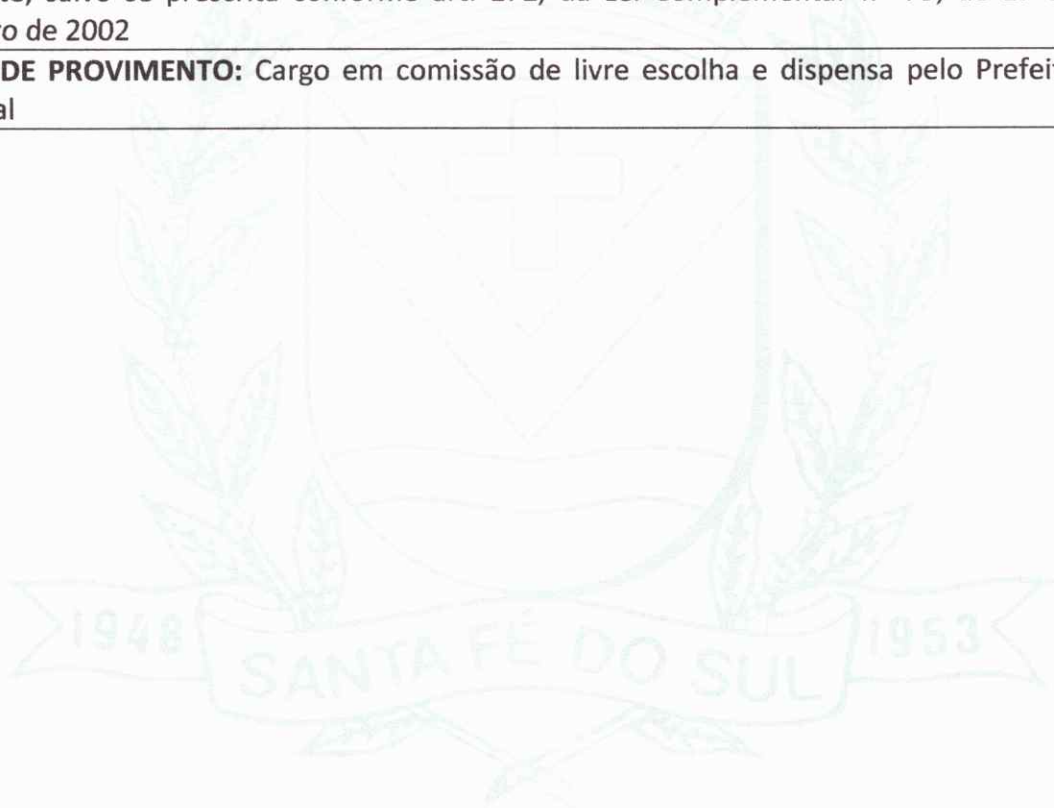 ro de 2002
DE PROVIMENTO: Cargo em comissão de livre escolha e dispensa pelo Prefei
al
1948
SANTA FÉ DO SUL
1953